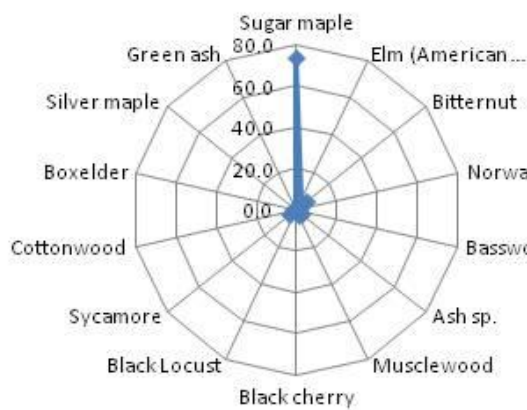 Sugar maple
80.0
60.0
40.0
20.0
0.0
Elm (American ...
Bitternut
Norwa
Basswo
Ash sp.
Musclewood
Black cherry
Black Locust
Sycamore
Cottonwood
Boxelder
Silver maple
Green ash